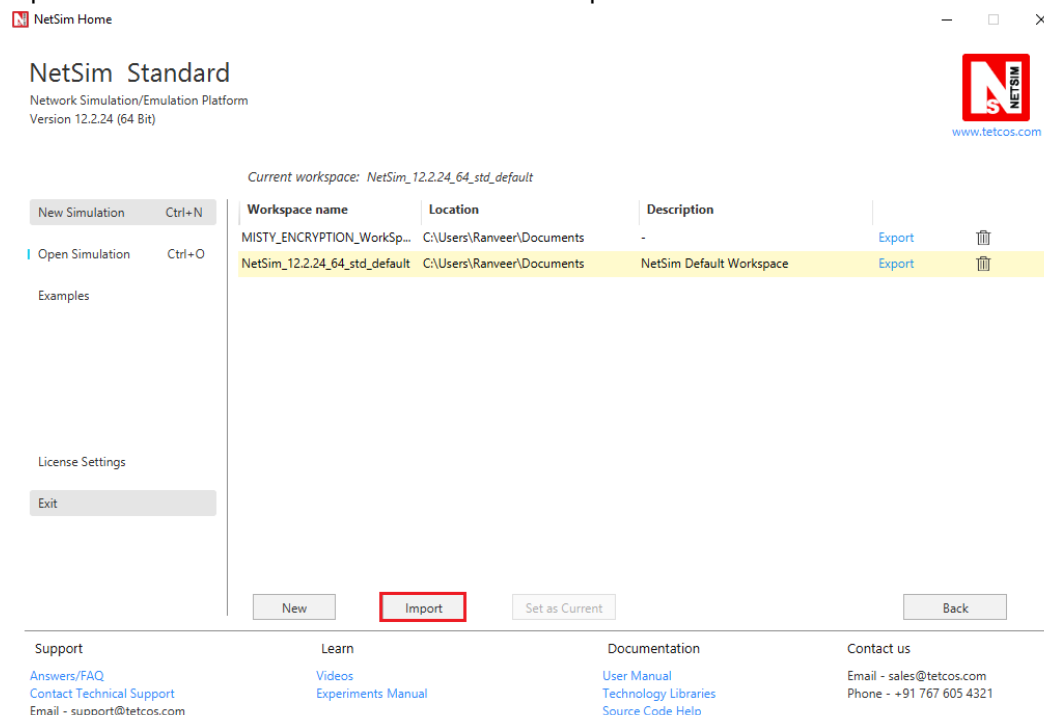 NetSim Home
NetSim Standard
Network Simulation/Emulation Platform
Version 12.2.24 (64 Bit)
NETSIM
www.tetcos.com
Current workspace: NetSim_12.2.24_64_std_default
New Simulation Ctrl+N
Open Simulation Ctrl+O
Examples
License Settings
Exit
Workspace name Location Description
MISTY_ENCRYPTION_WorkSp... C:\Users\Ranveer\Documents - Export
NetSim_12.2.24_64_std_default C:\Users\Ranveer\Documents NetSim Default Workspace Export
New Import Set as Current Back
Support Learn Documentation Contact us
Answers/FAQ Videos User Manual Email - sales@tetcos.com
Contact Technical Support Experiments Manual Technology Libraries Phone - +91 767 605 4321
Email - support@tetcos.com Source Code Help